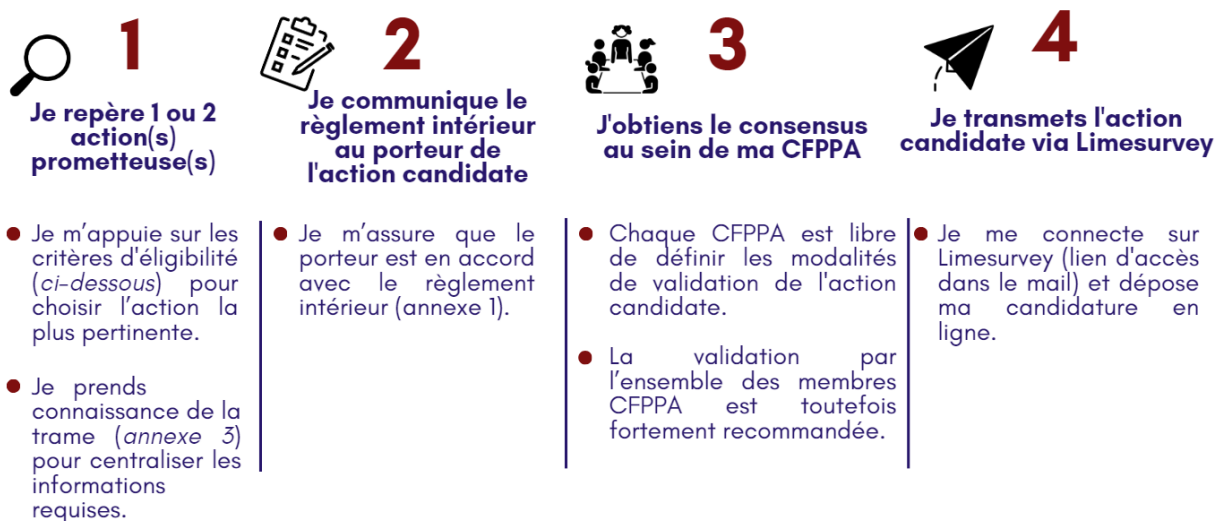 1
Je repère 1 ou 2
action(s)
prometteuse(s)
Je m’appuie sur les
critères d'éligibilité
(ci-dessous) pour
choisir l’action la
plus pertinente.
Je prends
connaissance de la
trame (annexe 3)
pour centraliser les
informations
requises.
2
Je communique le
règlement intérieur
au porteur de
l'action candidate
Je m’assure que le
porteur est en accord
avec le règlement
intérieur (annexe 1).
3
J'obtiens le consensus
au sein de ma CFPPA
Chaque CFPPA est libre
de définir les modalités
de validation de l'action
candidate.
La validation par
l’ensemble des membres
CFPPA est toutefois
fortement recommandée.
4
Je transmets l'action
candidate via Limesurvey
Je me connecte sur
Limesurvey (lien d'accès
dans le mail) et dépose
ma candidature en
ligne.